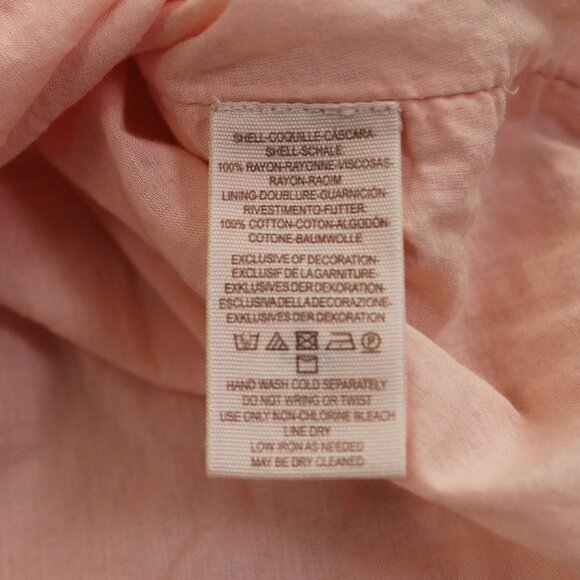 SHELL-COQUILLE-CASCARA-
SHELL-SCHALE
100% RAYON-RAYONNE-VISCOSAS-
RAYON-RAOIM
LINING-DOUBLURE-GUARNICIÓN-
RIVESTIMENTO-FUTTER.
100% COTTON-COTON-ALGODÓN-
COTONE-BAUMWOLLE
EXCLUSIVE OF DECORATION-
EXCLUSIF DE LA GARNITURE-
EXKLUSIVES DER DEKORATION-
ESCLUSIVA DELLA DECORAZIONE-
EXKLUSIVES DER DEKORATION
HAND WASH COLD SEPARATELY
DO NOT WRING OR TWIST
USE ONLY NON-CHLORINE BLEACH
LINE DRY
LOW IRON AS NEEDED
MAY BE DRY CLEANED